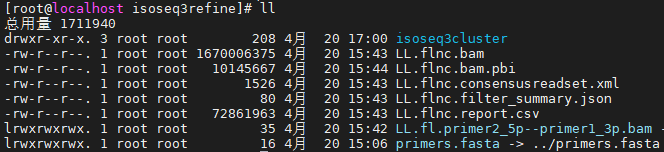 [root@localhost isoseq3refine]# ll
总用量 1711940
drwxr-xr-x. 3 root root        208 4月  20 17:00 isoseq3cluster
-rw-r--r--. 1 root root 1670006375 4月  20 15:43 LL.flnc.bam
-rw-r--r--. 1 root root   10145667 4月  20 15:44 LL.flnc.bam.pbi
-rw-r--r--. 1 root root       1526 4月  20 15:43 LL.flnc.consensusreadset.xml
-rw-r--r--. 1 root root         80 4月  20 15:43 LL.flnc.filter_summary.json
-rw-r--r--. 1 root root   72861963 4月  20 15:43 LL.flnc.report.csv
lrwxrwxrwx. 1 root root         35 4月  20 15:42 LL.fl.primer2_5p--primer1_3p.bam -
lrwxrwxrwx. 1 root root         16 4月  20 15:06 primers.fasta -> ../primers.fasta